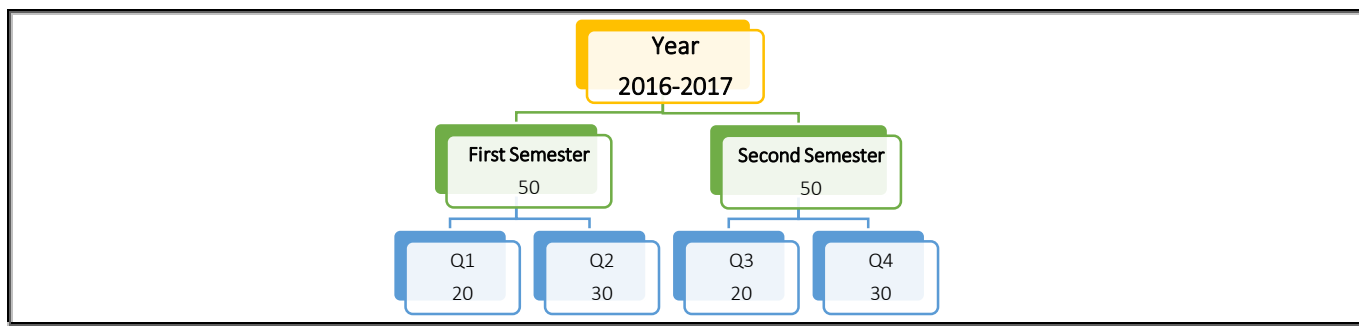 Year
2016-2017
First Semester
50
Second Semester
50
Q1
20
Q2
30
Q3
20
Q4
30